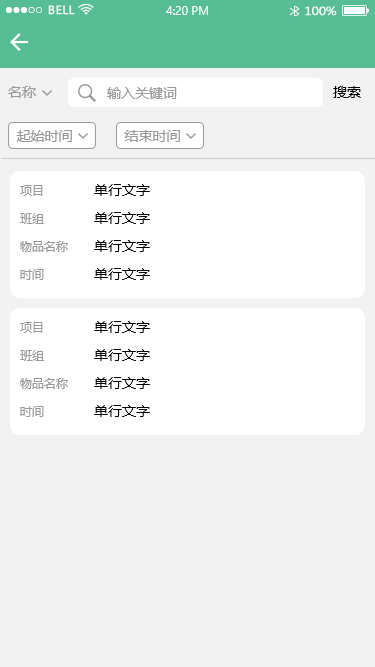 BELL 4:20 PM 100%
名称 输入关键词 搜索
起始时间 结束时间
项目 单行文字
班组 单行文字
物品名称 单行文字
时间 单行文字
项目 单行文字
班组 单行文字
物品名称 单行文字
时间 单行文字